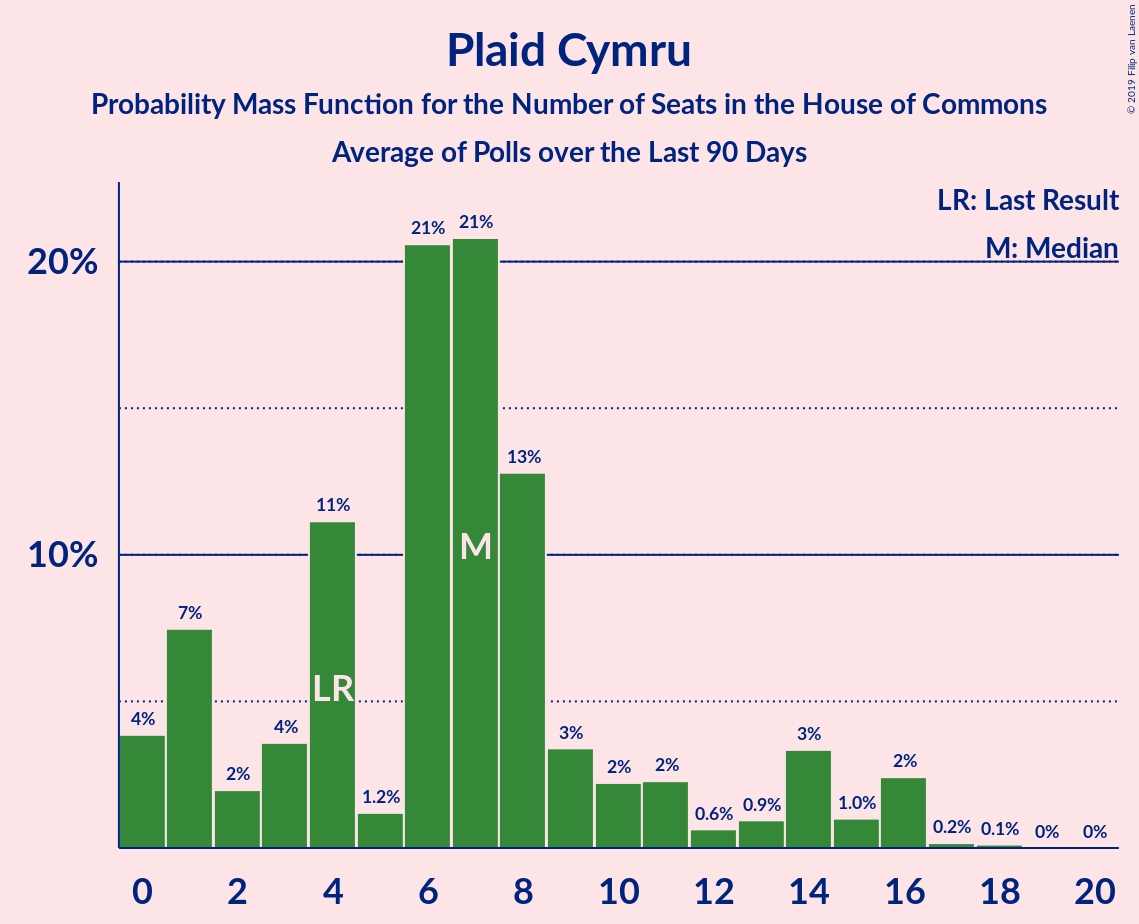 Plaid Cymru
Probability Mass Function for the Number of Seats in the House of Commons
Average of Polls over the Last 90 Days
© 2019 Filip van Laenen
LR: Last Result
M: Median
20%
10%
4%
7%
2%
4%
11%
1.2%
21%
21%
13%
3%
2%
2%
0.6%
0.9%
3%
1.0%
2%
0.2%
0.1%
0%
0%
LR
M
0 2 4 6 8 10 12 14 16 18 20